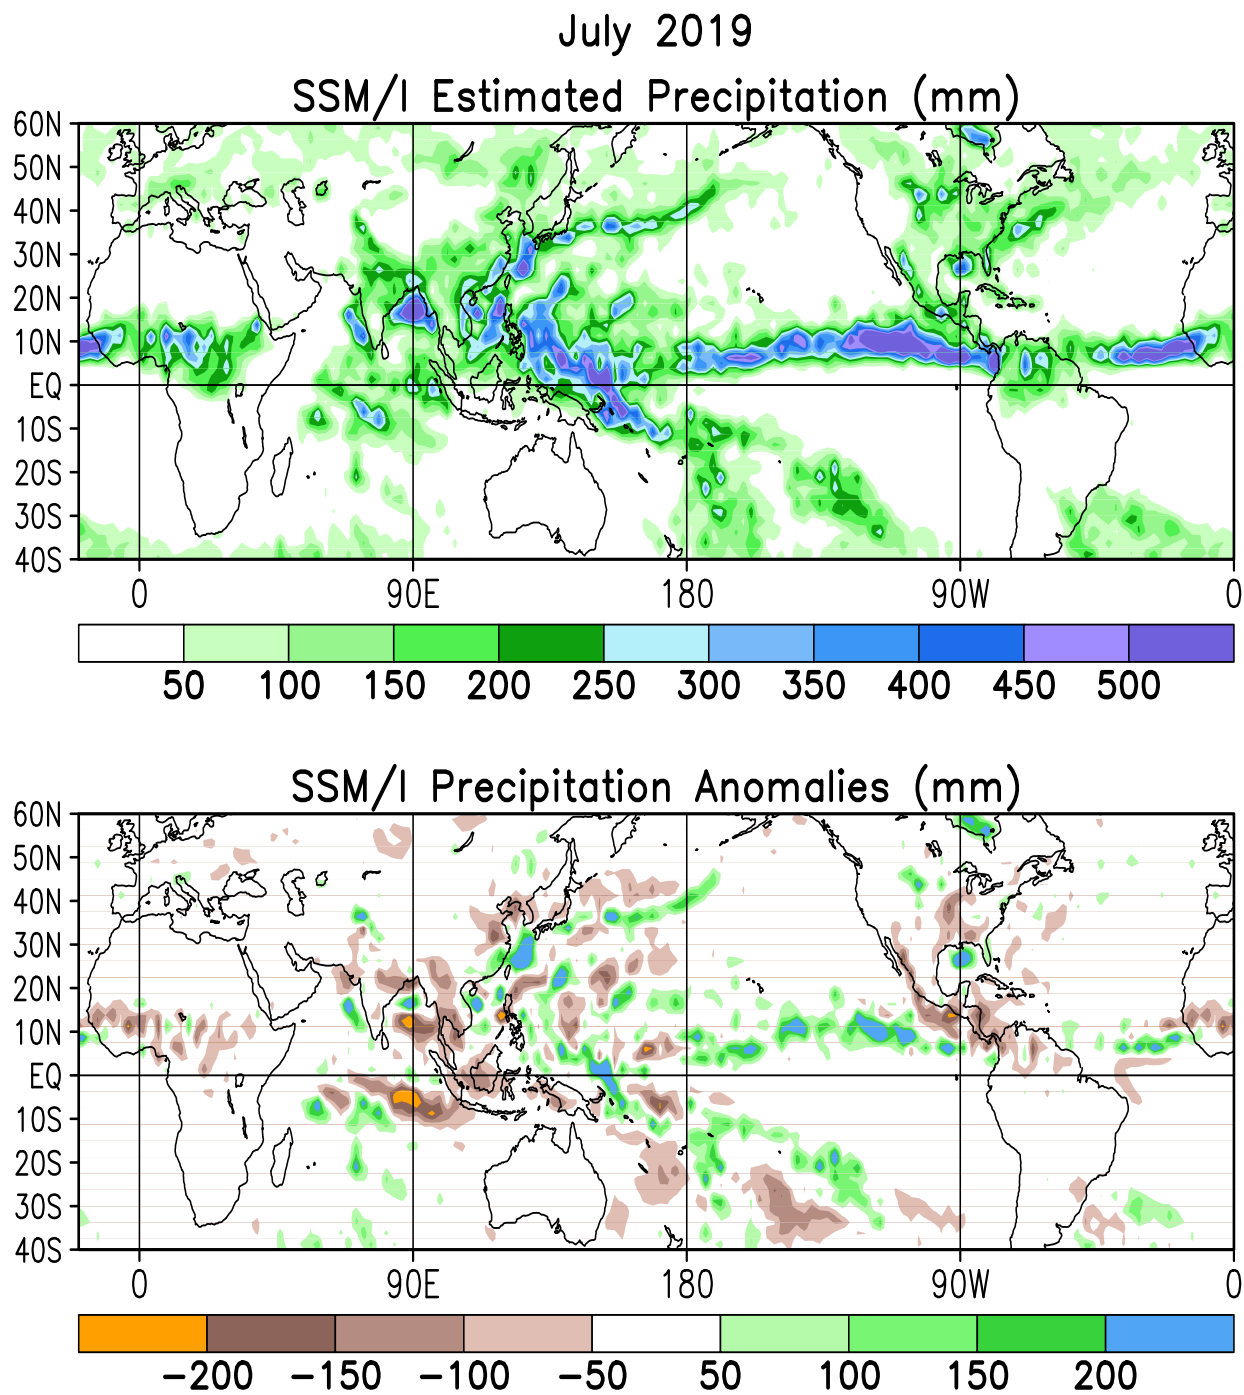 July 2019
SSM/I Estimated Precipitation (mm)
60N
50N
40N
30N
20N
10N
EQ
10S
20S
30S
40S
0 90E 180 90W 0
50 100 150 200 250 300 350 400 450 500
SSM/I Precipitation Anomalies (mm)
60N
50N
40N
30N
20N
10N
EQ
10S
20S
30S
40S
0 90E 180 90W 0
-200 -150 -100 -50 50 100 150 200